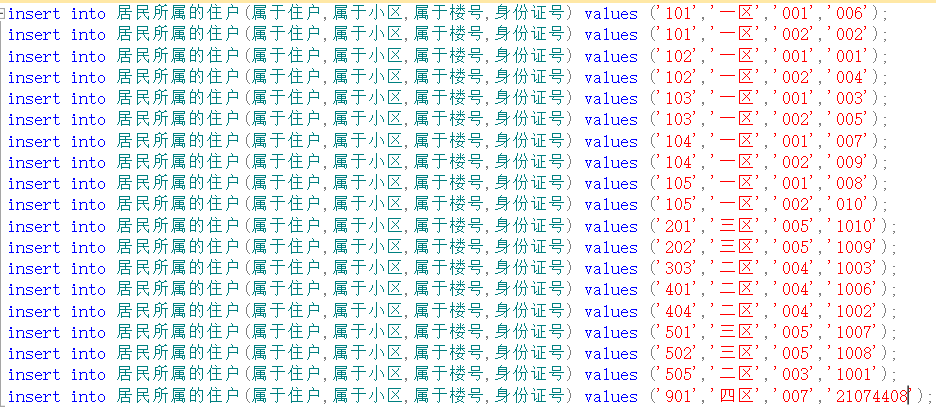 insert into 居民所属的住户(属于住户,属于小区,属于楼号,身份证号) values ('101','一区','001','006');
insert into 居民所属的住户(属于住户,属于小区,属于楼号,身份证号) values ('101','一区','002','002');
insert into 居民所属的住户(属于住户,属于小区,属于楼号,身份证号) values ('102','一区','001','001');
insert into 居民所属的住户(属于住户,属于小区,属于楼号,身份证号) values ('102','一区','002','004');
insert into 居民所属的住户(属于住户,属于小区,属于楼号,身份证号) values ('103','一区','001','003');
insert into 居民所属的住户(属于住户,属于小区,属于楼号,身份证号) values ('103','一区','002','005');
insert into 居民所属的住户(属于住户,属于小区,属于楼号,身份证号) values ('104','一区','001','007');
insert into 居民所属的住户(属于住户,属于小区,属于楼号,身份证号) values ('104','一区','002','009');
insert into 居民所属的住户(属于住户,属于小区,属于楼号,身份证号) values ('105','一区','001','008');
insert into 居民所属的住户(属于住户,属于小区,属于楼号,身份证号) values ('105','一区','002','010');
insert into 居民所属的住户(属于住户,属于小区,属于楼号,身份证号) values ('201','三区','005','1010');
insert into 居民所属的住户(属于住户,属于小区,属于楼号,身份证号) values ('202','三区','005','1009');
insert into 居民所属的住户(属于住户,属于小区,属于楼号,身份证号) values ('303','二区','004','1003');
insert into 居民所属的住户(属于住户,属于小区,属于楼号,身份证号) values ('401','二区','004','1006');
insert into 居民所属的住户(属于住户,属于小区,属于楼号,身份证号) values ('404','二区','004','1002');
insert into 居民所属的住户(属于住户,属于小区,属于楼号,身份证号) values ('501','三区','005','1007');
insert into 居民所属的住户(属于住户,属于小区,属于楼号,身份证号) values ('502','三区','005','1008');
insert into 居民所属的住户(属于住户,属于小区,属于楼号,身份证号) values ('505','二区','003','1001');
insert into 居民所属的住户(属于住户,属于小区,属于楼号,身份证号) values ('901','四区','007','21074408');